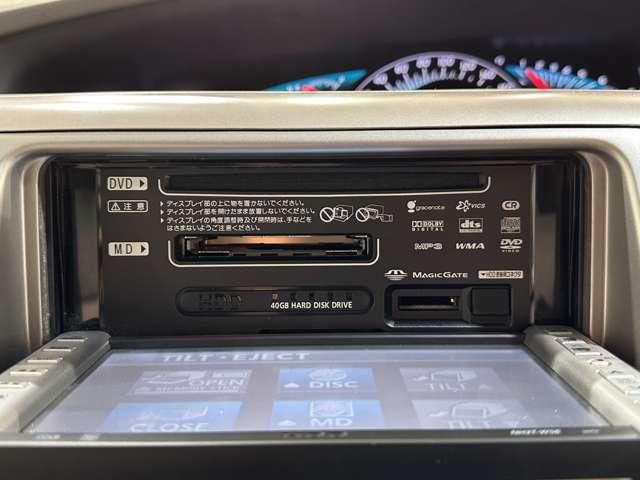 DVD
⚠注意
・ディスプレイ部の上に物を置かないでください。
・ディスプレイ部を開けたまま放置しないでください。
・ディスプレイの角度調整時及び開閉時は、手などを
はさまないようご注意ください。
gracenote VICS CR
DOLBY DIGITAL dts
MP3 WMA DVD VIDEO
MD
MAGICGATE
HDD
40GB HARD DISK DRIVE
TILT・EJECT
OPEN DISC TILT
CLOSE MD TILT